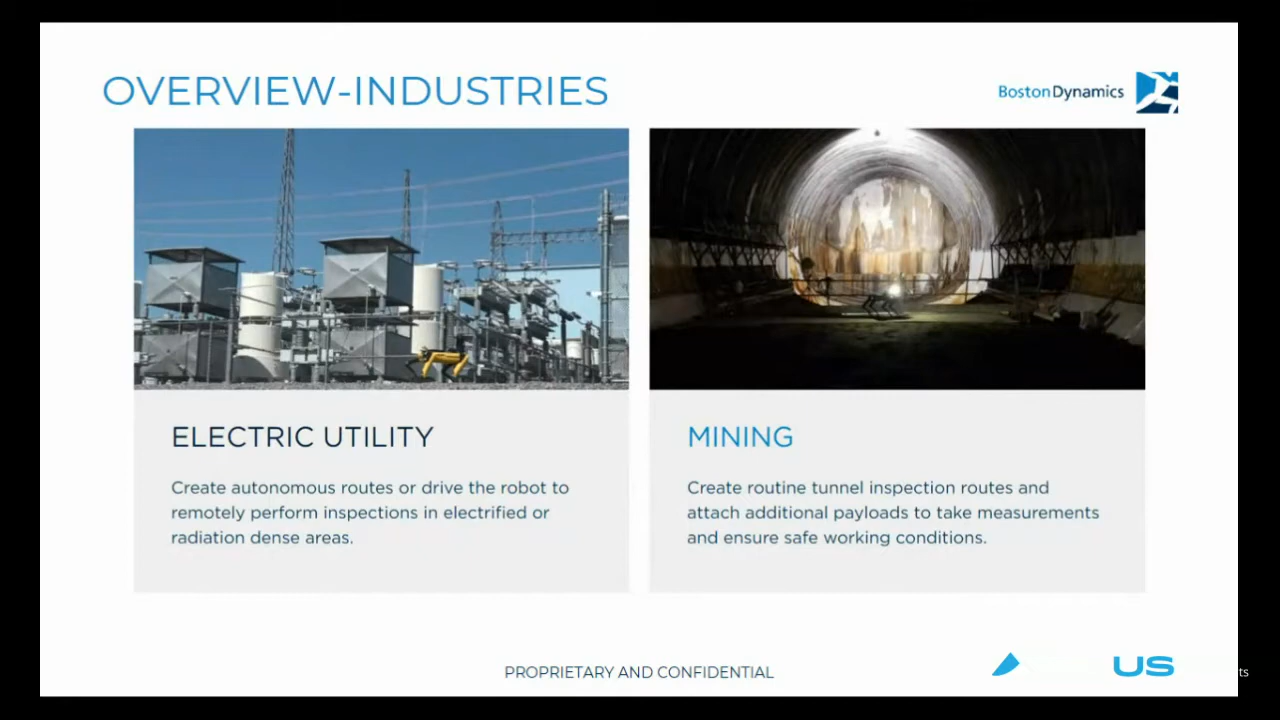 OVERVIEW-INDUSTRIES
BostonDynamics
ELECTRIC UTILITY
Create autonomous routes or drive the robot to
remotely perform inspections in electrified or
radiation dense areas.
MINING
Create routine tunnel inspection routes and
attach additional payloads to take measurements
and ensure safe working conditions.
PROPRIETARY AND CONFIDENTIAL
US
ts